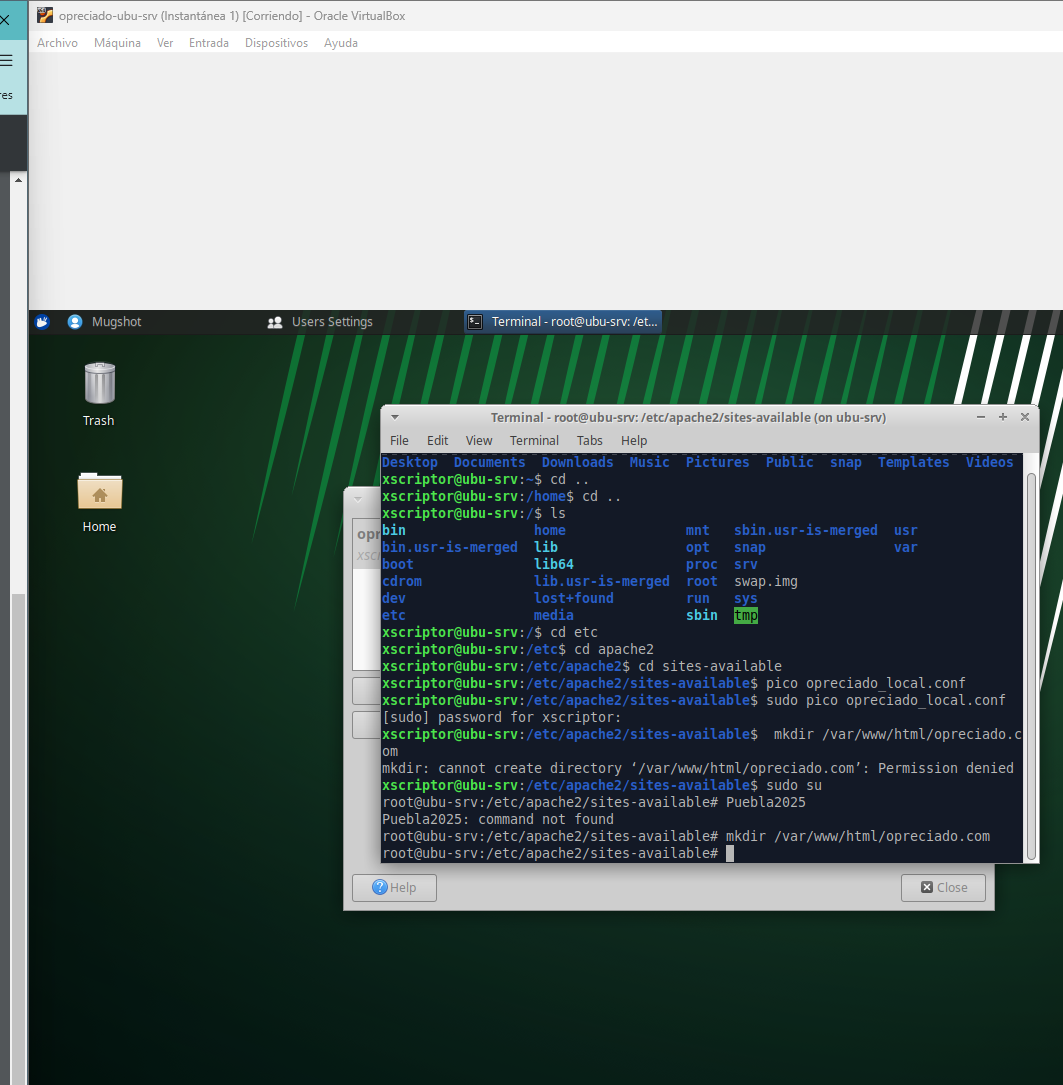 opreciado-ubu-srv (Instantánea 1) [Corriendo] - Oracle VirtualBox
Archivo Máquina Ver Entrada Dispositivos Ayuda
res
Mugshot Users Settings Terminal - root@ubu-srv: /et...
Trash
Home
Terminal - root@ubu-srv: /etc/apache2/sites-available (on ubu-srv)
File Edit View Terminal Tabs Help
Desktop Documents Downloads Music Pictures Public snap Templates Videos
xscriptor@ubu-srv:~$ cd ..
xscriptor@ubu-srv:/home$ cd ..
xscriptor@ubu-srv:/$ ls
bin home mnt sbin.usr-is-merged usr
bin.usr-is-merged lib opt snap var
boot lib64 proc srv
cdrom lib.usr-is-merged root swap.img
dev lost+found run sys
etc media sbin tmp
xscriptor@ubu-srv:/$ cd etc
xscriptor@ubu-srv:/etc$ cd apache2
xscriptor@ubu-srv:/etc/apache2$ cd sites-available
xscriptor@ubu-srv:/etc/apache2/sites-available$ pico opreciado_local.conf
xscriptor@ubu-srv:/etc/apache2/sites-available$ sudo pico opreciado_local.conf
[sudo] password for xscriptor:
xscriptor@ubu-srv:/etc/apache2/sites-available$  mkdir /var/www/html/opreciado.c
om
mkdir: cannot create directory ‘/var/www/html/opreciado.com’: Permission denied
xscriptor@ubu-srv:/etc/apache2/sites-available$ sudo su
root@ubu-srv:/etc/apache2/sites-available# Puebla2025
Puebla2025: command not found
root@ubu-srv:/etc/apache2/sites-available# mkdir /var/www/html/opreciado.com
root@ubu-srv:/etc/apache2/sites-available#
opr
xscr
Help Close